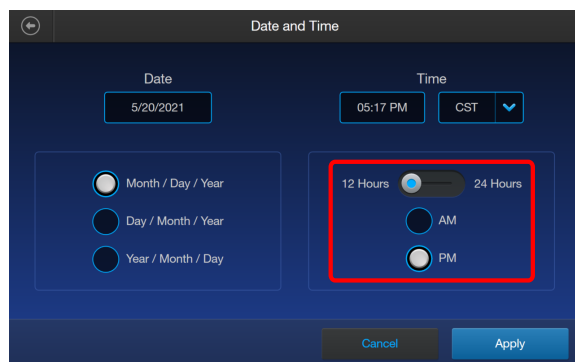 Date and Time
Date
Time
5/20/2021
05:17 PM
CST
Month / Day / Year
12 Hours
24 Hours
Day / Month / Year
AM
Year / Month / Day
PM
Cancel
Apply